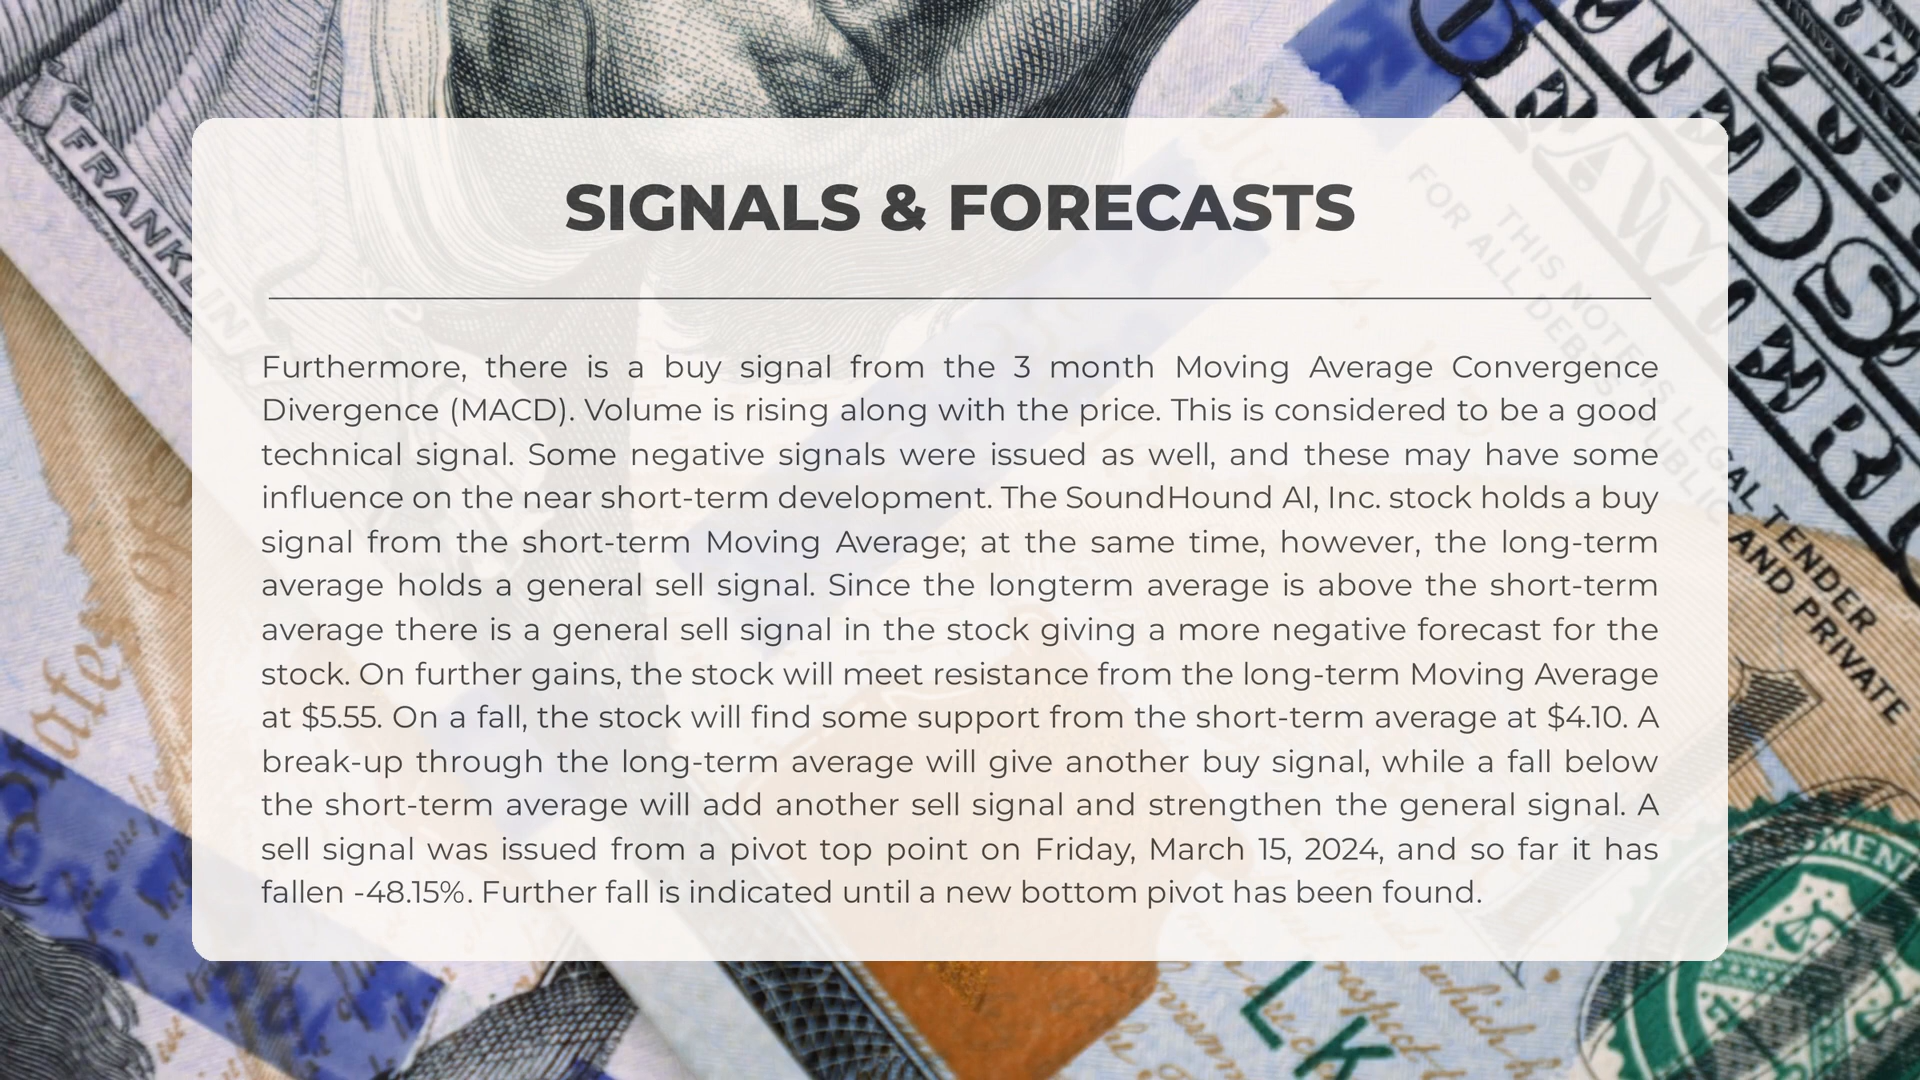 FRANKLIN
SIGNALS & FORECASTS
THIS NOTE IS LEGAL TENDER
FOR ALL DEBTS, PUBLIC AND PRIVATE
Furthermore, there is a buy signal from the 3 month Moving Average Convergence
Divergence (MACD). Volume is rising along with the price. This is considered to be a good
technical signal. Some negative signals were issued as well, and these may have some
influence on the near short-term development. The SoundHound AI, Inc. stock holds a buy
signal from the short-term Moving Average; at the same time, however, the long-term
average holds a general sell signal. Since the longterm average is above the short-term
average there is a general sell signal in the stock giving a more negative forecast for the
stock. On further gains, the stock will meet resistance from the long-term Moving Average
at $5.55. On a fall, the stock will find some support from the short-term average at $4.10. A
break-up through the long-term average will give another buy signal, while a fall below
the short-term average will add another sell signal and strengthen the general signal. A
sell signal was issued from a pivot top point on Friday, March 15, 2024, and so far it has
fallen -48.15%. Further fall is indicated until a new bottom pivot has been found.